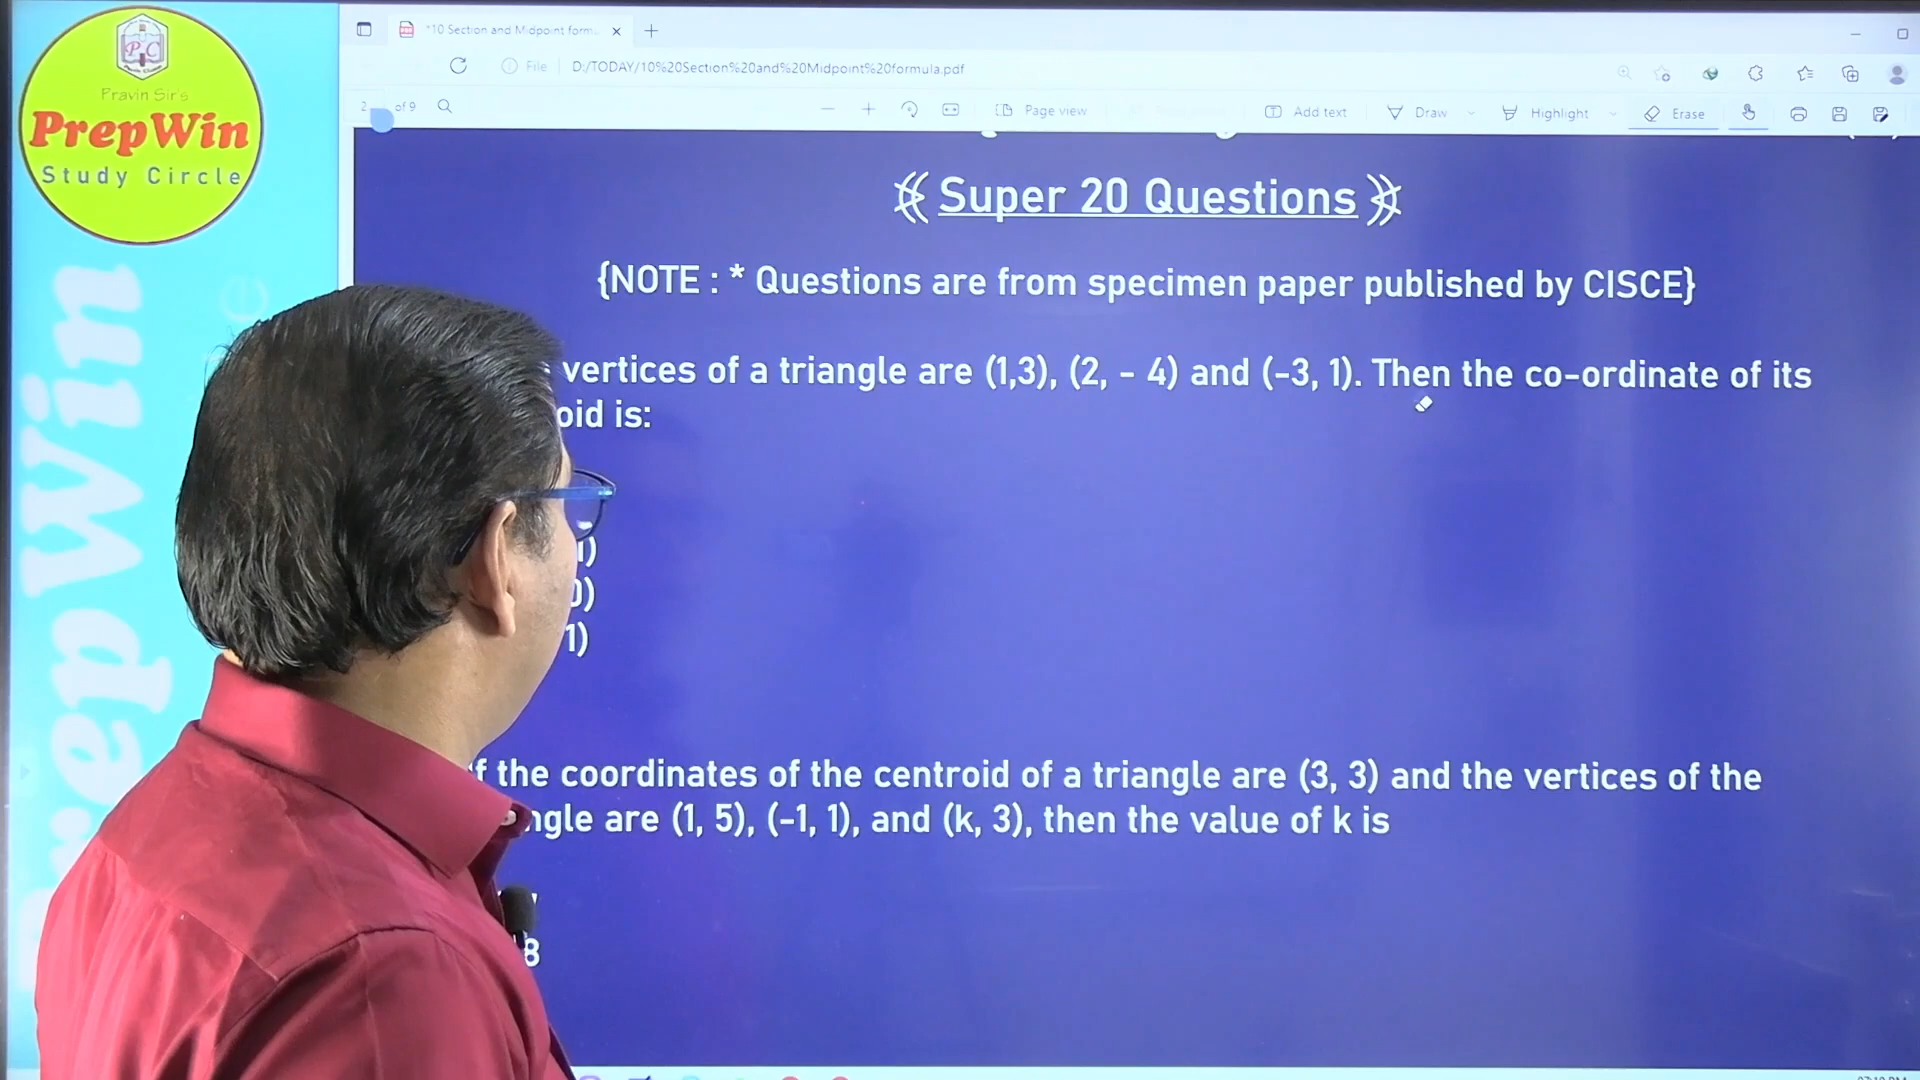 *10 Section and Midpoint form..
File
D:/TODAY/10%20Section%20and%20Midpoint%20formula.pdf
2 of 9
Page view
Add text
Draw
Highlight
Erase
PC
Pravin Sir's
PrepWin
Study Circle
PrepWin
Super 20 Questions
{NOTE : * Questions are from specimen paper published by CISCE}
vertices of a triangle are (1,3), (2, - 4) and (-3, 1). Then the co-ordinate of its
oid is:
1)
0)
1)
f the coordinates of the centroid of a triangle are (3, 3) and the vertices of the
ngle are (1, 5), (-1, 1), and (k, 3), then the value of k is
8